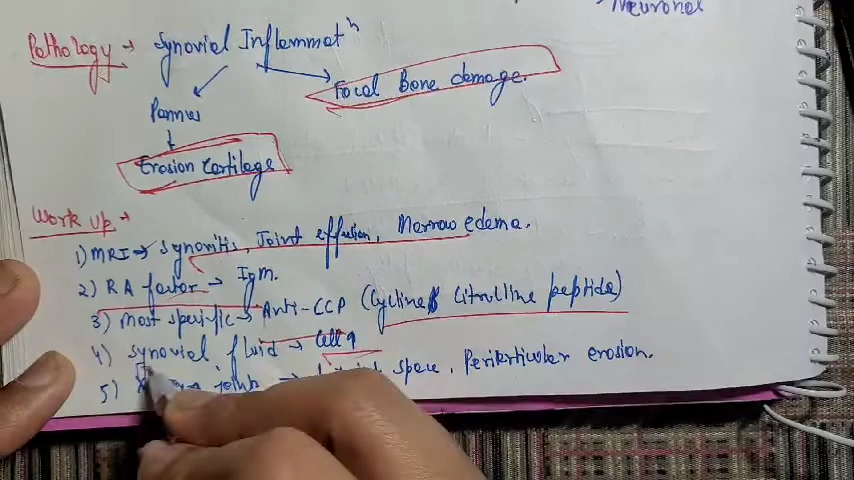 Neuronal
Pathology → Synovial Inflammatⁿ
Focal Bone damage.
Pannus
Erosion Cartilage
Work up →
1) MRI → Synovitis, Joint effusion, Marrow edema.
2) RA factor → IgM.
3) Most specific → Anti-CCP (Cyclic Citrulline peptide)
4) Synovial fluid → Cell ↑
5) joint → space, Periarticular erosion.